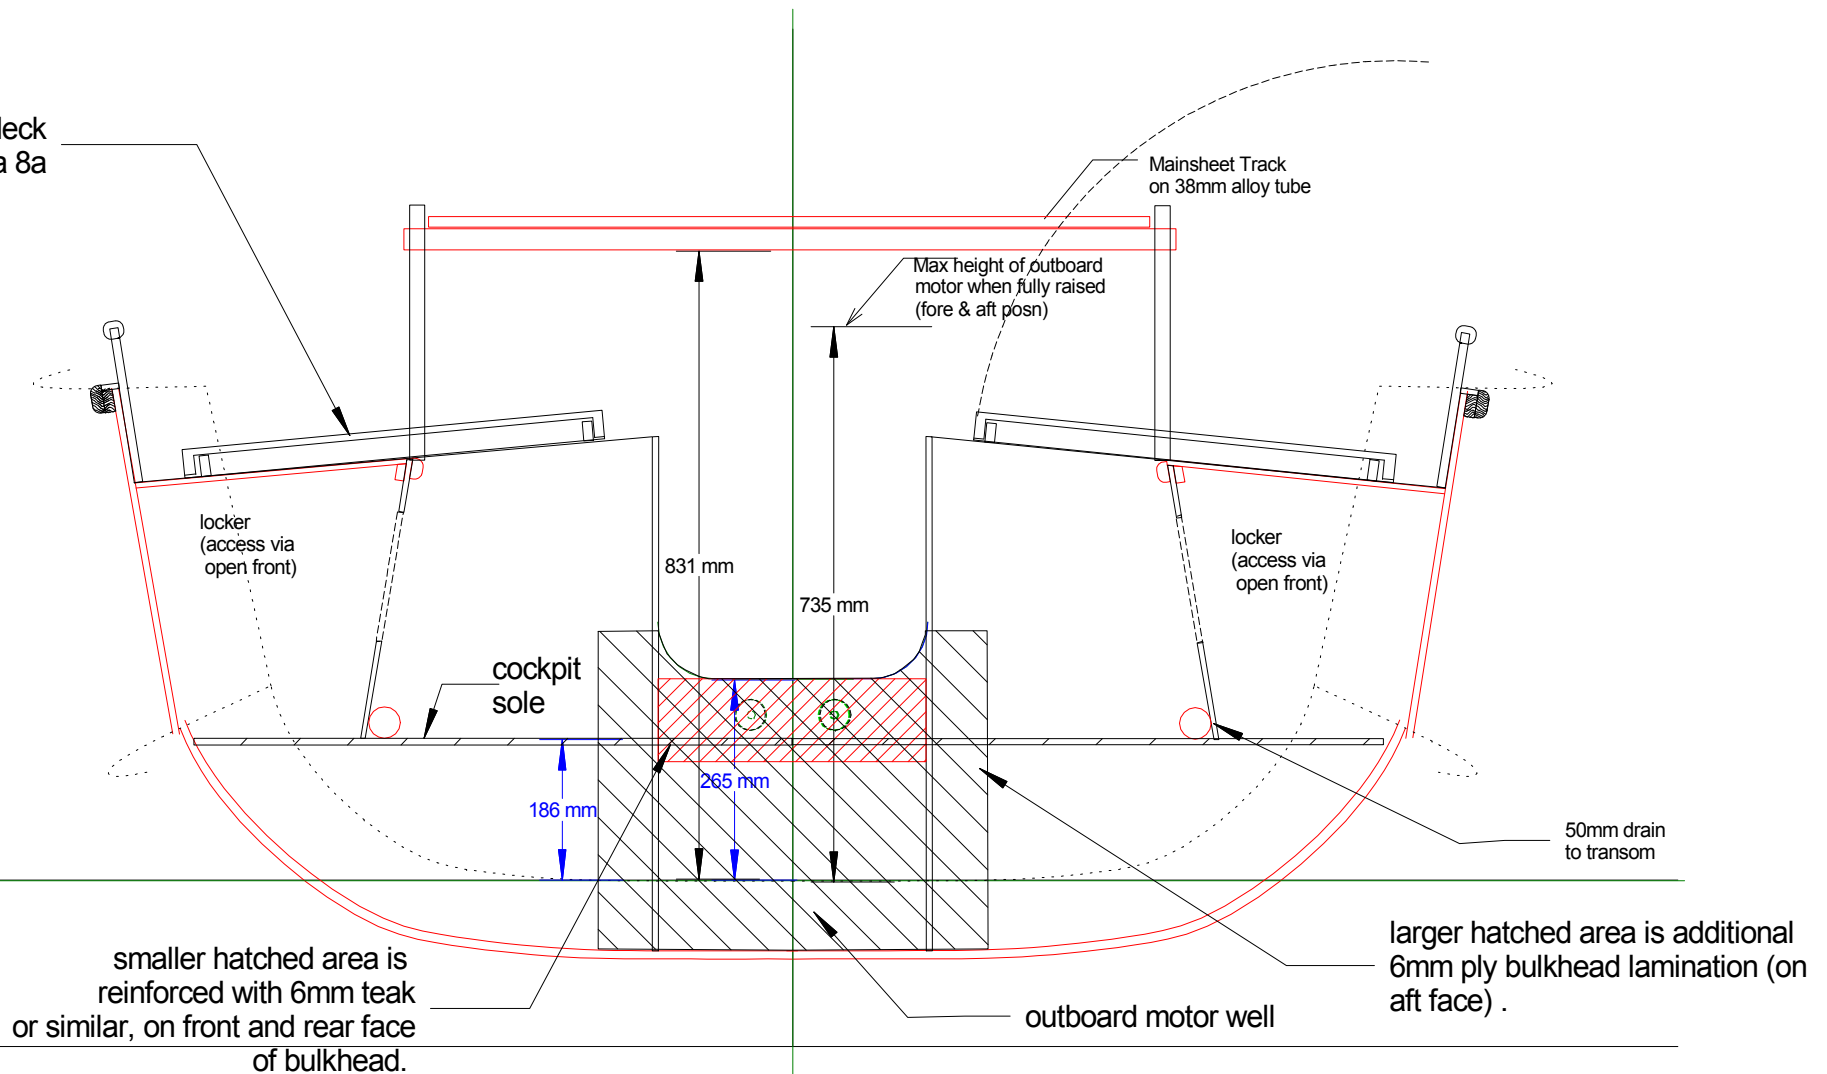 leck
a 8a
Mainsheet Track
on 38mm alloy tube
Max height of outboard
motor when fully raised
(fore & aft posn)
locker
(access via
open front)
locker
(access via
open front)
831 mm
735 mm
cockpit
sole
265 mm
186 mm
50mm drain
to transom
smaller hatched area is
reinforced with 6mm teak
or similar, on front and rear face
of bulkhead.
outboard motor well
larger hatched area is additional
6mm ply bulkhead lamination (on
aft face) .